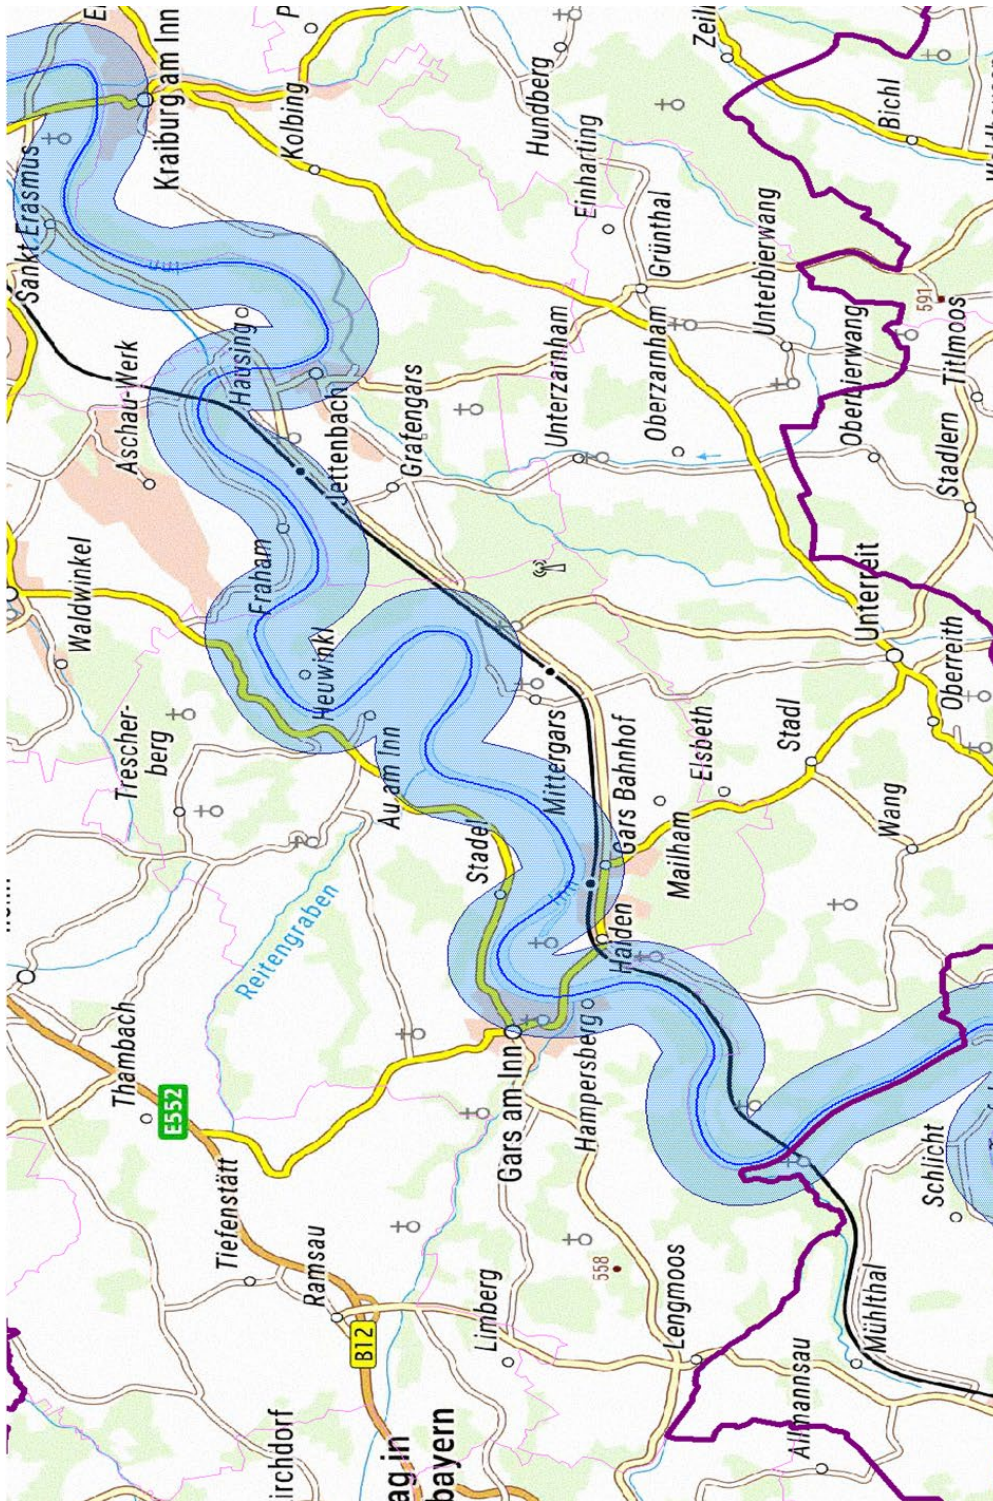 Sankt Erasmus
Waldwinkel
Thambach
Aschau-Werk
Trescher-
berg
E552
Kraiburg am Inn
Tiefenstätt
Hausing
Fraham
Reitengraben
irchdorf
Kolbing
Ramsau
Heuwinkl
Jettenbach
Inn
B12
Au am Inn
ag in
Grafengars
bayern
Limberg
Stadel
Gars am Inn
Hundberg
Mittergars
Unterzarnham
Inn
Hampersberg
Einharting
558
Halden
Gars Bahnhof
Oberzarnham
Grünthal
Lengmoos
Mailham
Elsbeth
Unterbierwang
Stadl
Allmannsau
Oberbierwang
Unterreit
Mühlthal
Wang
Bichl
591
Schlicht
Stadlern
Titlmoos
Oberreith